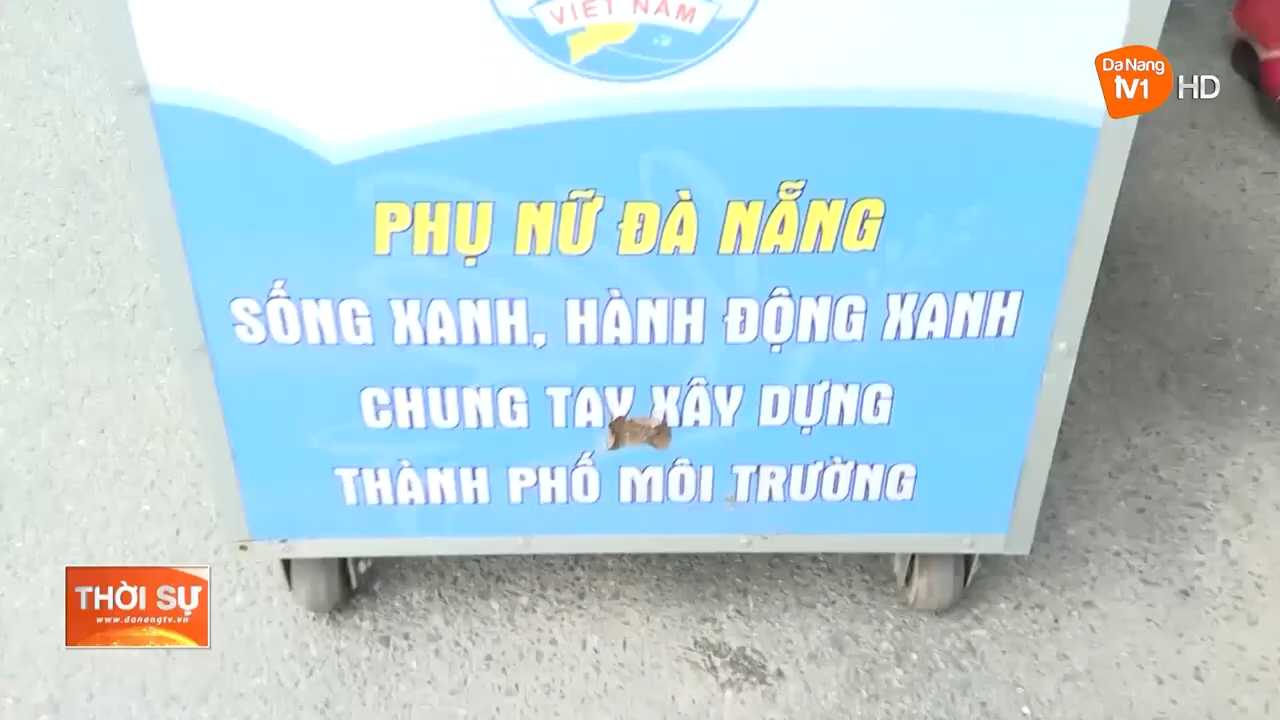 VIỆT NAM
Da Nang
TV1 HD
PHỤ NỮ ĐÀ NẴNG
SỐNG XANH, HÀNH ĐỘNG XANH
CHUNG TAY XÂY DỰNG
THÀNH PHỐ MÔI TRƯỜNG
THỜI SỰ
www.danangtv.vn